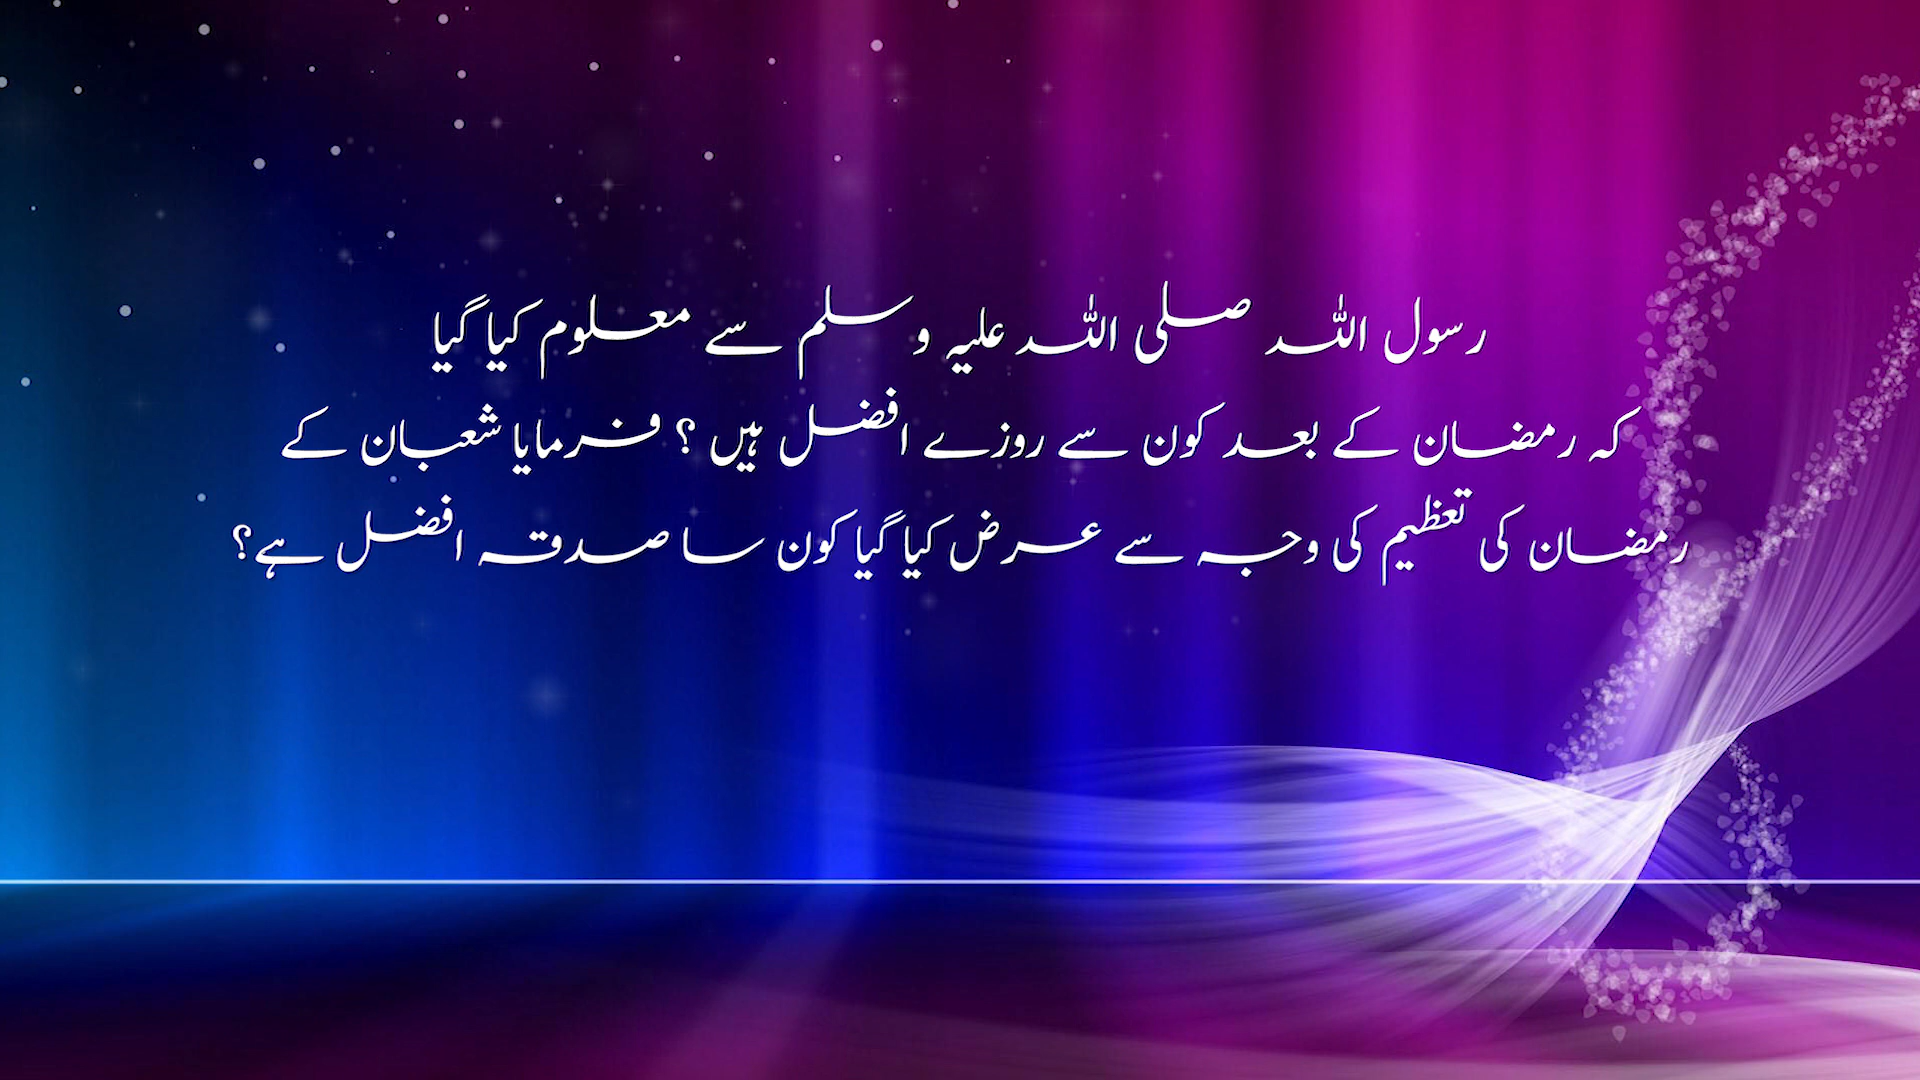 رسول اللہ صلی اللہ علیہ وسلم سے معلوم کیا گیا
کہ رمضان کے بعد کون سے روزے افضل ہیں ؟ فرمایا شعبان کے
رمضان کی تعظیم کی وجہ سے عرض کیا گیا کون سا صدقہ افضل ہے؟